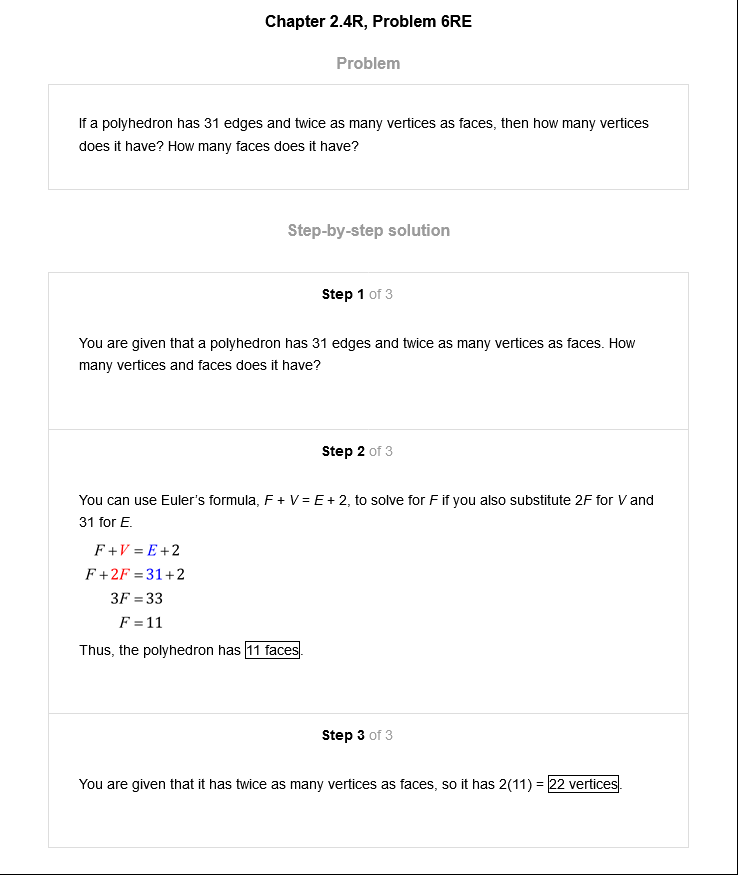 Chapter 2.4R, Problem 6RE
Problem
If a polyhedron has 31 edges and twice as many vertices as faces, then how many vertices
does it have? How many faces does it have?
Step-by-step solution
Step 1 of 3
You are given that a polyhedron has 31 edges and twice as many vertices as faces. How
many vertices and faces does it have?
Step 2 of 3
You can use Euler's formula, F + V = E + 2, to solve for F if you also substitute 2F for V and
31 for E.
F + V = E + 2
F + 2F = 31 + 2
3F = 33
F = 11
Thus, the polyhedron has 11 faces.
Step 3 of 3
You are given that it has twice as many vertices as faces, so it has 2(11) = 22 vertices.